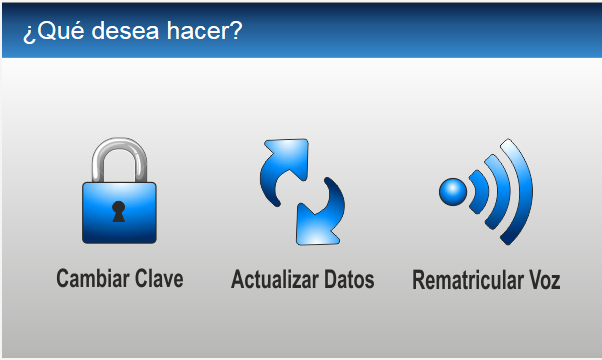 ¿Qué desea hacer?
Cambiar Clave
Actualizar Datos
Rematricular Voz